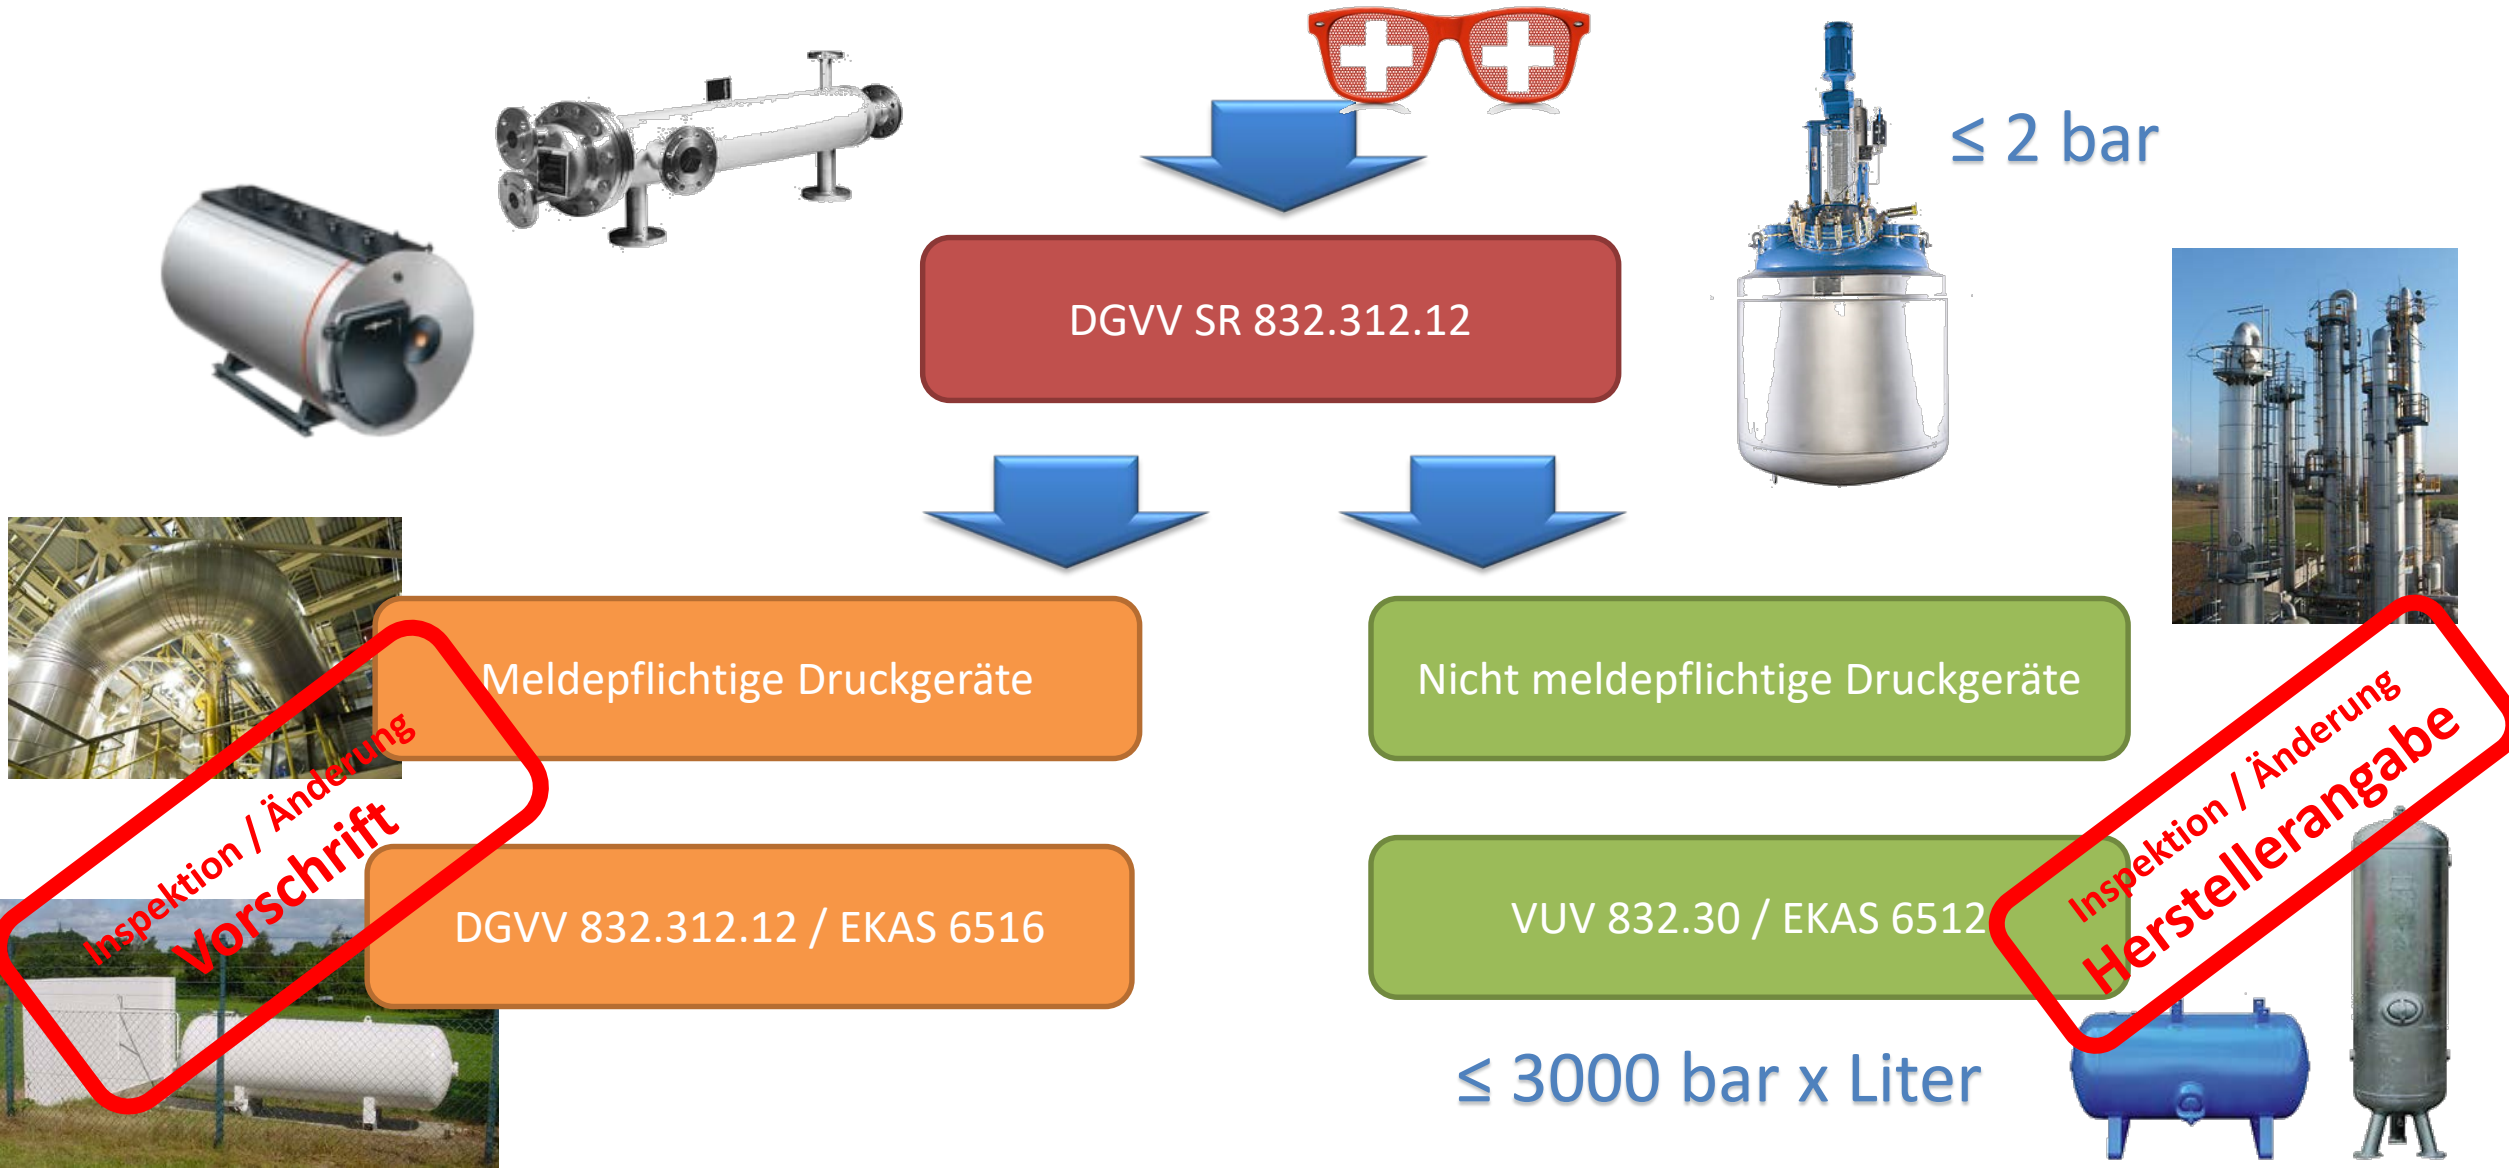 ≤ 2 bar
DGVV SR 832.312.12
Meldepflichtige Druckgeräte
Nicht meldepflichtige Druckgeräte
Inspektion / Änderung
Vorschrift
Inspektion / Änderung
Herstellerangabe
DGVV 832.312.12 / EKAS 6516
VUV 832.30 / EKAS 6512
≤ 3000 bar x Liter